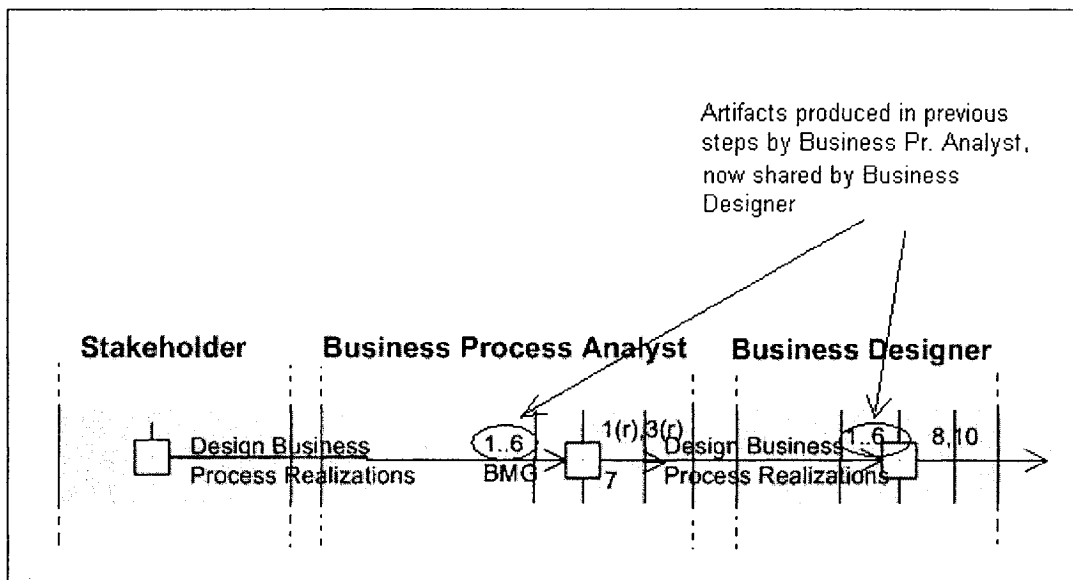 Artifacts produced in previous
steps by Business Pr. Analyst,
now shared by Business
Designer
Stakeholder
Business Process Analyst
Business Designer
Design Business
Process Realizations
1..6
BMG
1(r),3(r)
7
Design Business
Process Realizations
1..6
8,10